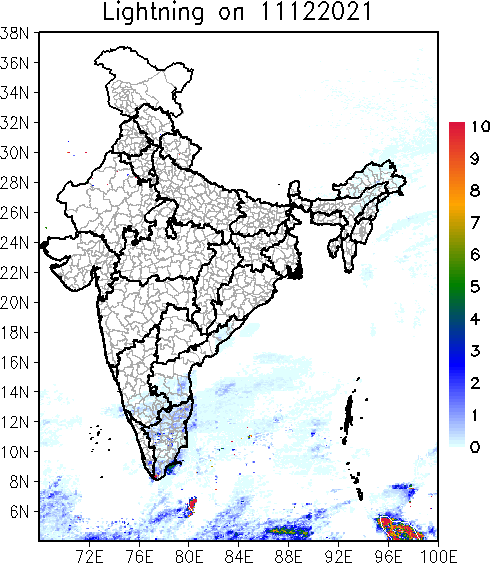 Lightning on 11122021
38N
36N
34N
32N
30N
28N
26N
24N
22N
20N
18N
16N
14N
12N
10N
8N
6N
72E 76E 80E 84E 88E 92E 96E 100E
10
9
8
7
6
5
4
3
2
1
0